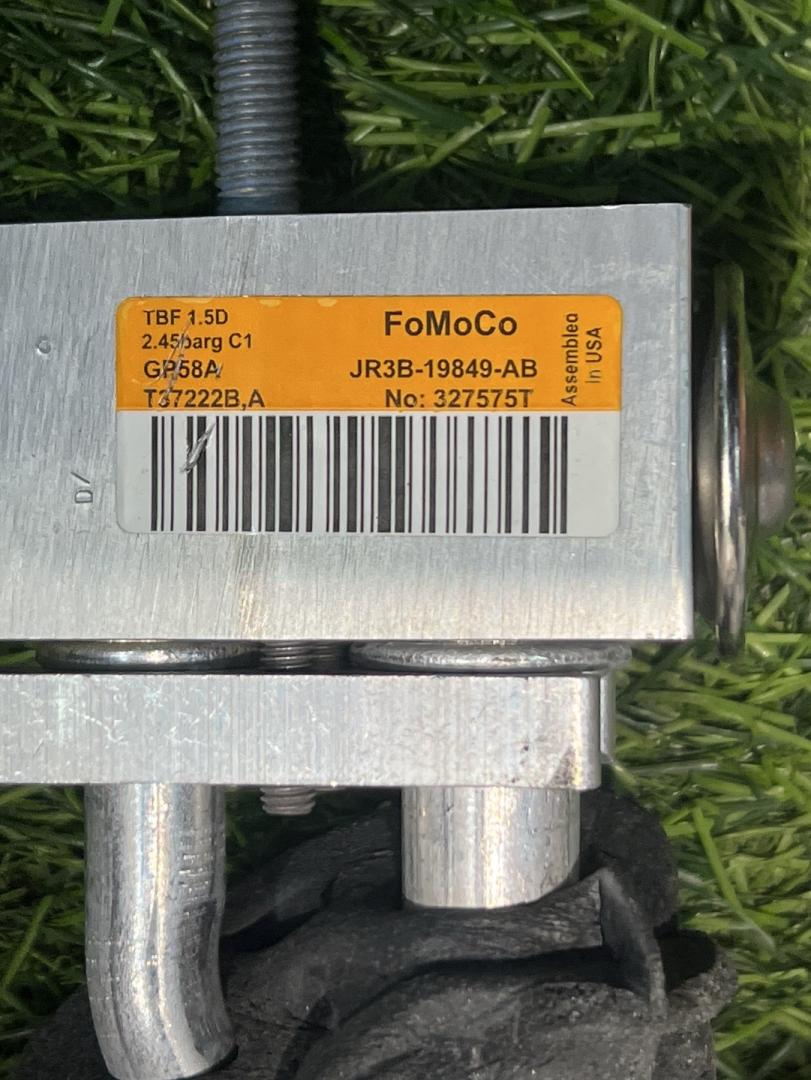 TBF 1.5D
2.45barg C1
GP58A
T37222B,A
FoMoCo
JR3B-19849-AB
No: 327575T
Assembled
In USA
D/